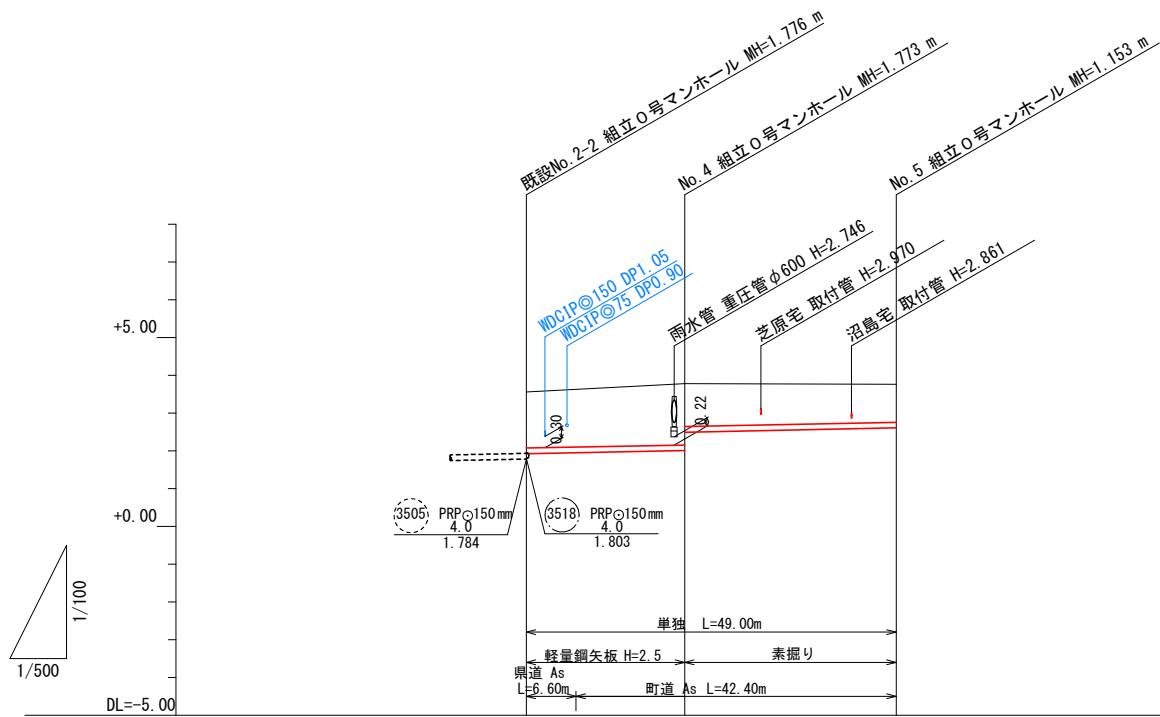 既設No.2-2 組立0号マンホール MH=1.776 m
No.4 組立0号マンホール MH=1.773 m
No.5 組立0号マンホール MH=1.153 m
WDCIP◎150 DP1.05
WDCIP◎75 DP0.90
雨水管 重圧管φ600 H=2.746
芝原宅 取付管 H=2.970
沼島宅 取付管 H=2.861
+5.00
0.30
0.22
3505 PRP⊙150mm
4.0
1.784
3518 PRP⊙150mm
4.0
1.803
+0.00
1/100
1/500
単独 L=49.00m
軽量鋼矢板 H=2.5
素掘り
県道 As
L=6.60m
町道 As L=42.40m
DL=-5.00